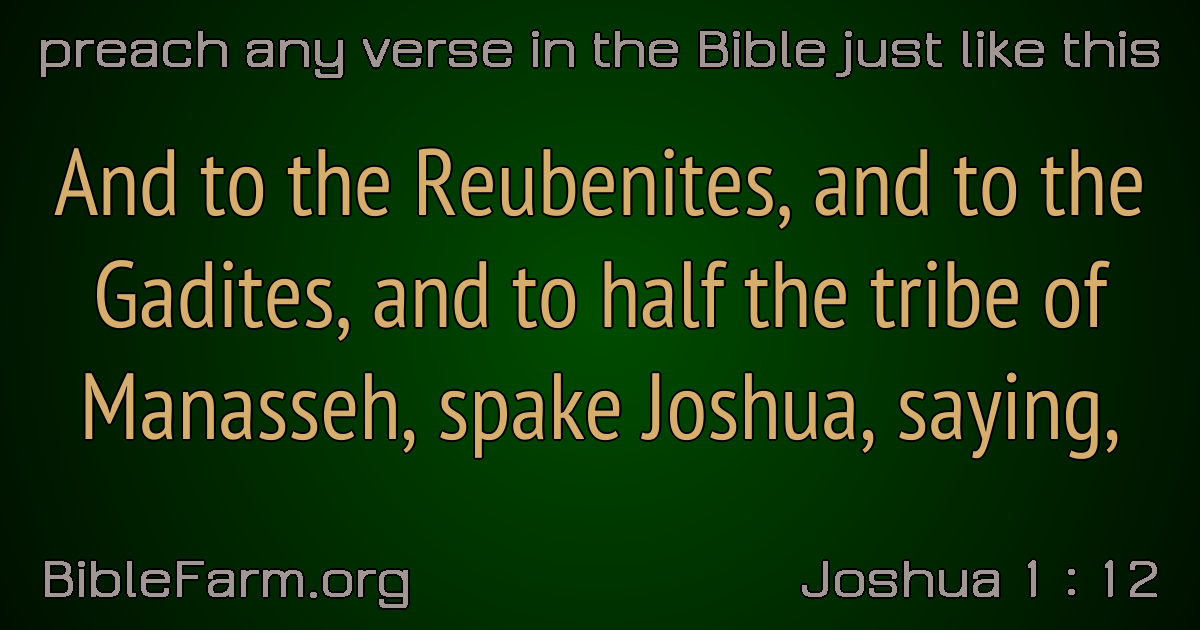 preach any verse in the Bible just like this
And to the Reubenites, and to the
Gadites, and to half the tribe of
Manasseh, spake Joshua, saying,
BibleFarm.org
Joshua 1 : 12